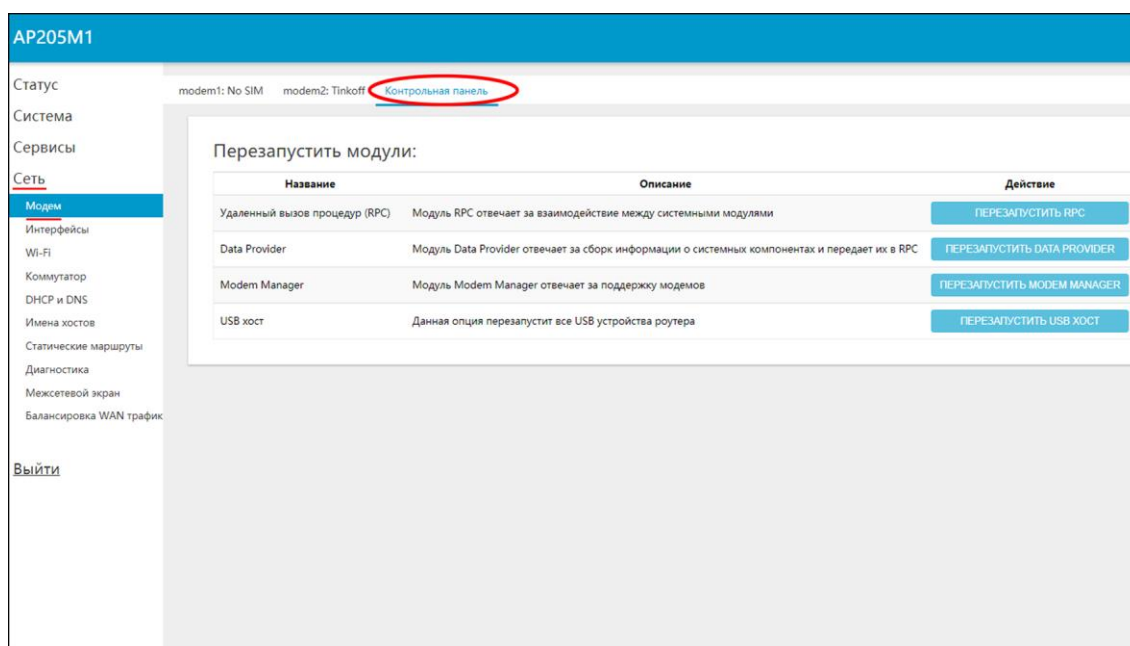 AP205M1
Статус
Система
Сервисы
Сеть
Модем
Интерфейсы
Wi-Fi
Коммутатор
DHCP и DNS
Имена хостов
Статические маршруты
Диагностика
Межсетевой экран
Балансировка WAN трафик
Выйти
modem1: No SIM modem2: Tinkoff Контрольная панель
Перезапустить модули:
Название Описание Действие
Удаленный вызов процедур (RPC) Модуль RPC отвечает за взаимодействие между системными модулями ПЕРЕЗАПУСТИТЬ RPC
Data Provider Модуль Data Provider отвечает за сборк информации о системных компонентах и передает их в RPC ПЕРЕЗАПУСТИТЬ DATA PROVIDER
Modem Manager Модуль Modem Manager отвечает за поддержку модемов ПЕРЕЗАПУСТИТЬ MODEM MANAGER
USB хост Данная опция перезапустит все USB устройства роутера ПЕРЕЗАПУСТИТЬ USB ХОСТ